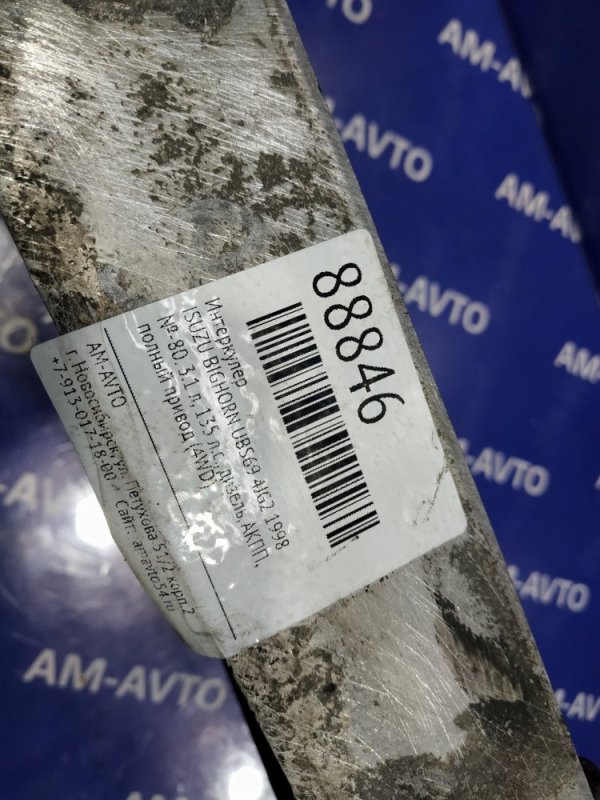 88846
Интеркулер
ISUZU BIGHORN UBS69 4JG2 1998
№-80. 3,1 л, 135 л.с., дизель, АКПП,
полный привод (4WD)
AM-AVTO
г. Новосибирск, ул. Петухова 51/2 корп.2
+7-913-017-18-00 / Сайт: amavto54.ru
AM-AVTO
AM-AVTO
AM-AVTO
AM-AVTO
AM-AVTO
AM-AVTO